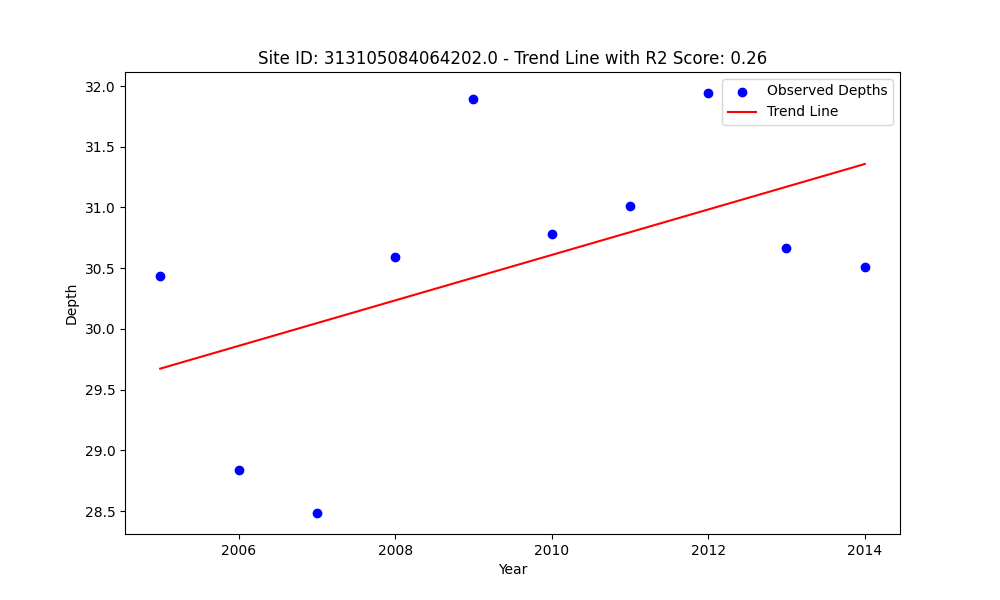 Site ID: 313105084064202.0 - Trend Line with R2 Score: 0.26
Observed Depths
Trend Line
32.0
31.5
31.0
30.5
30.0
29.5
29.0
28.5
Depth
2006
2008
2010
2012
2014
Year